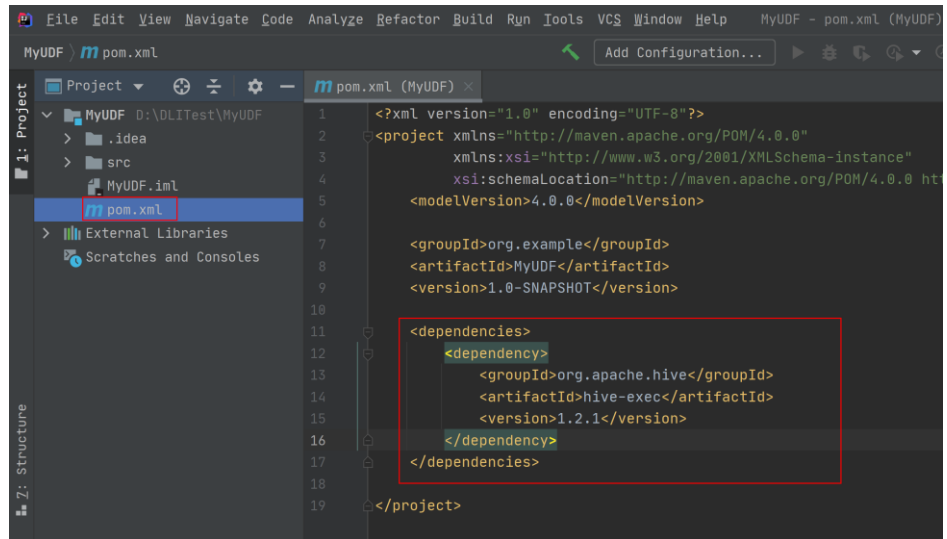 File Edit View Navigate Code Analyze Refactor Build Run Tools VCS Window Help MyUDF - pom.xml (MyUDF)
MyUDF pom.xml Add Configuration...
1: Project
Project
MyUDF D:\DLITest\MyUDF
.idea
src
MyUDF.iml
pom.xml
External Libraries
Scratches and Consoles
Z: Structure
pom.xml (MyUDF)
1 <?xml version="1.0" encoding="UTF-8"?>
2 <project xmlns="http://maven.apache.org/POM/4.0.0"
3 xmlns:xsi="http://www.w3.org/2001/XMLSchema-instance"
4 xsi:schemaLocation="http://maven.apache.org/POM/4.0.0 htt
5 <modelVersion>4.0.0</modelVersion>
6
7 <groupId>org.example</groupId>
8 <artifactId>MyUDF</artifactId>
9 <version>1.0-SNAPSHOT</version>
10
11 <dependencies>
12 <dependency>
13 <groupId>org.apache.hive</groupId>
14 <artifactId>hive-exec</artifactId>
15 <version>1.2.1</version>
16 </dependency>
17 </dependencies>
18
19 </project>